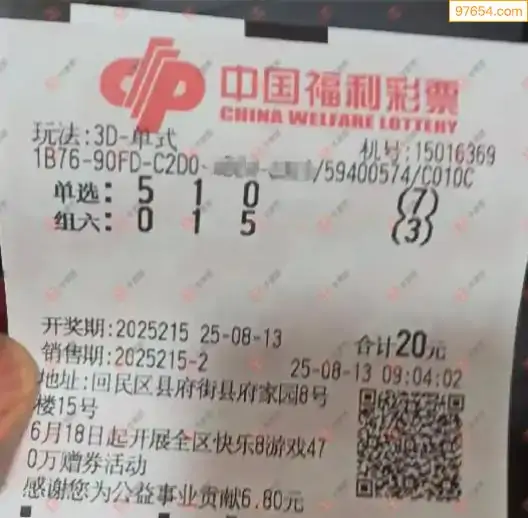 97654.com
中国福利彩票
CHINA WELFARE LOTTERY
玩法:3D-单式
机号:15016369
1B76-90FD-C2D0- /59400574/C010C
单选: 5 1 0 (7)
组六: 0 1 5 (3)
开奖期:2025215 25-08-13 合计20元
销售期:2025215-2 25-08-13 09:04:02
地址:回民区县府街县府家园8号
楼15号
6月18日起开展全区快乐8游戏47
0万赠券活动
感谢您为公益事业贡献6.80元